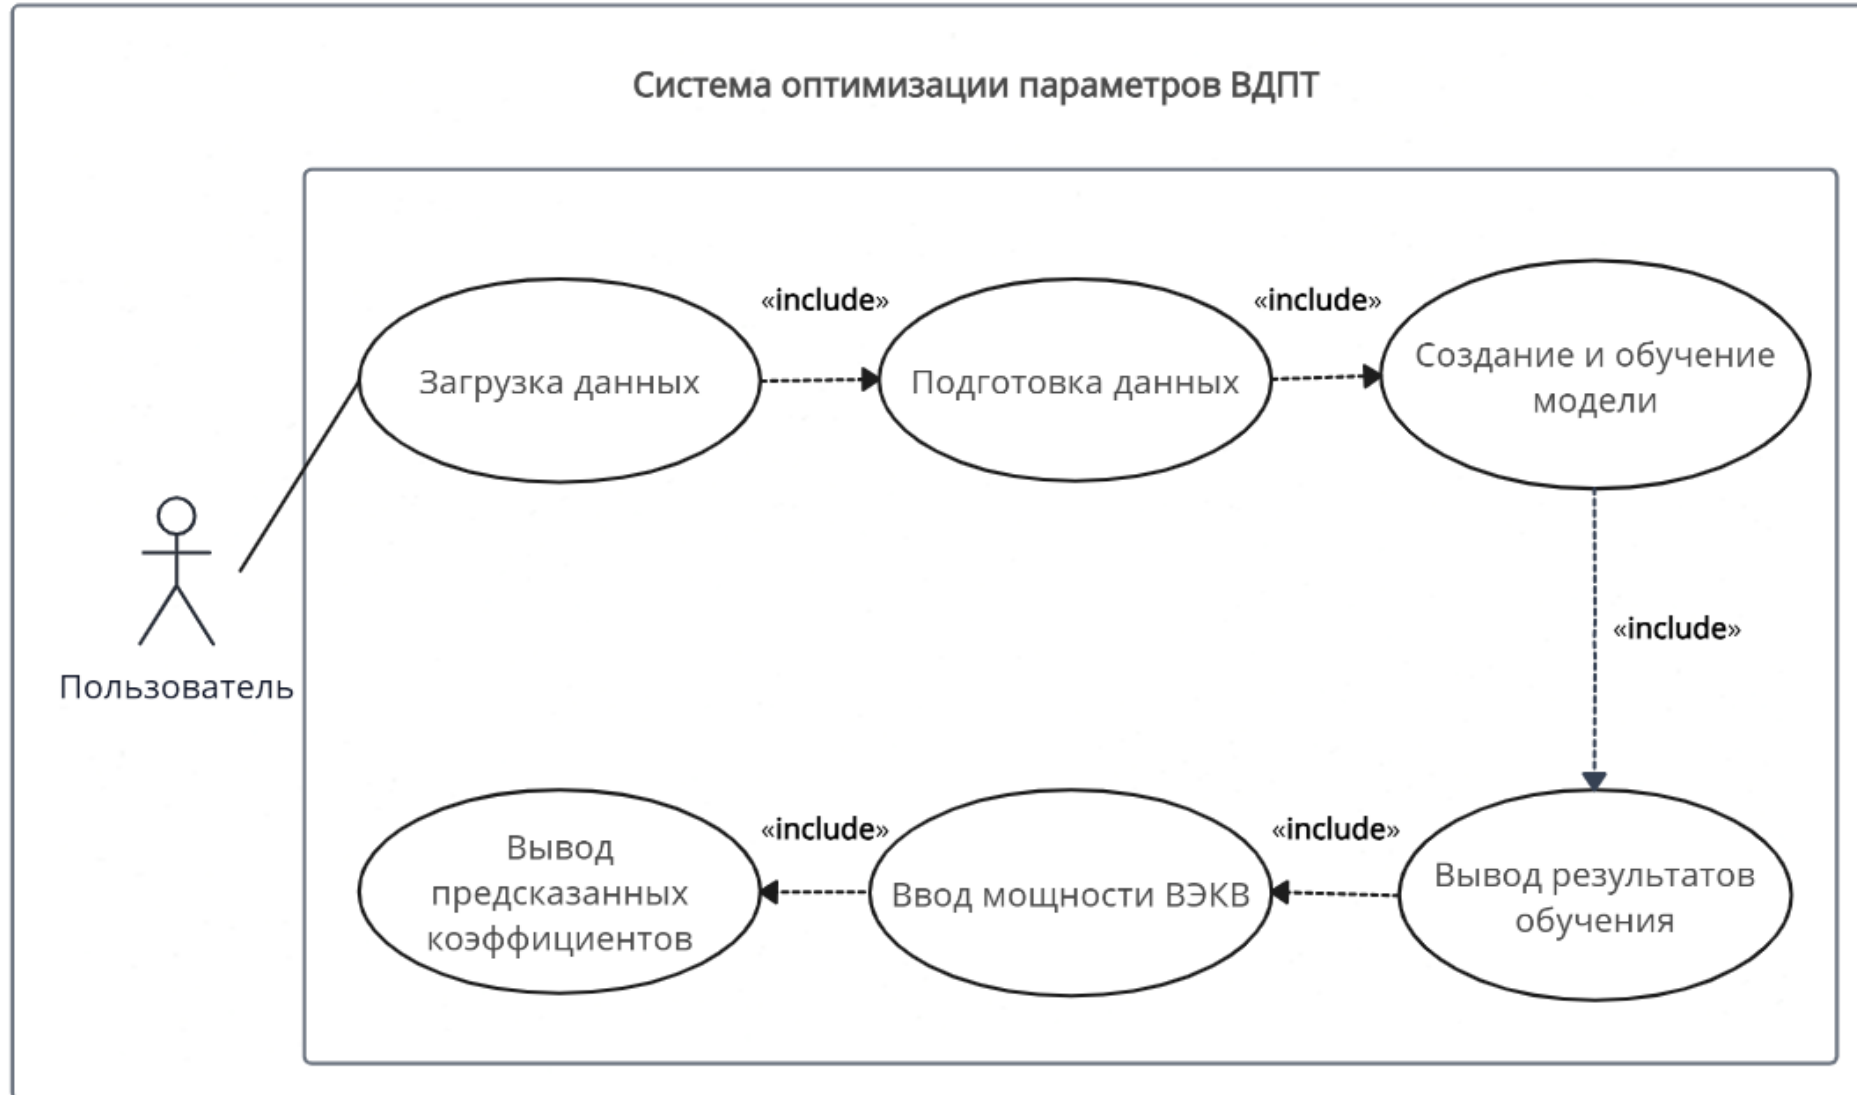 Система оптимизации параметров ВДПТ
«include»
«include»
Загрузка данных
Подготовка данных
Создание и обучение
модели
«include»
Пользователь
«include»
«include»
Вывод
предсказанных
коэффициентов
Ввод мощности ВЭКВ
Вывод результатов
обучения